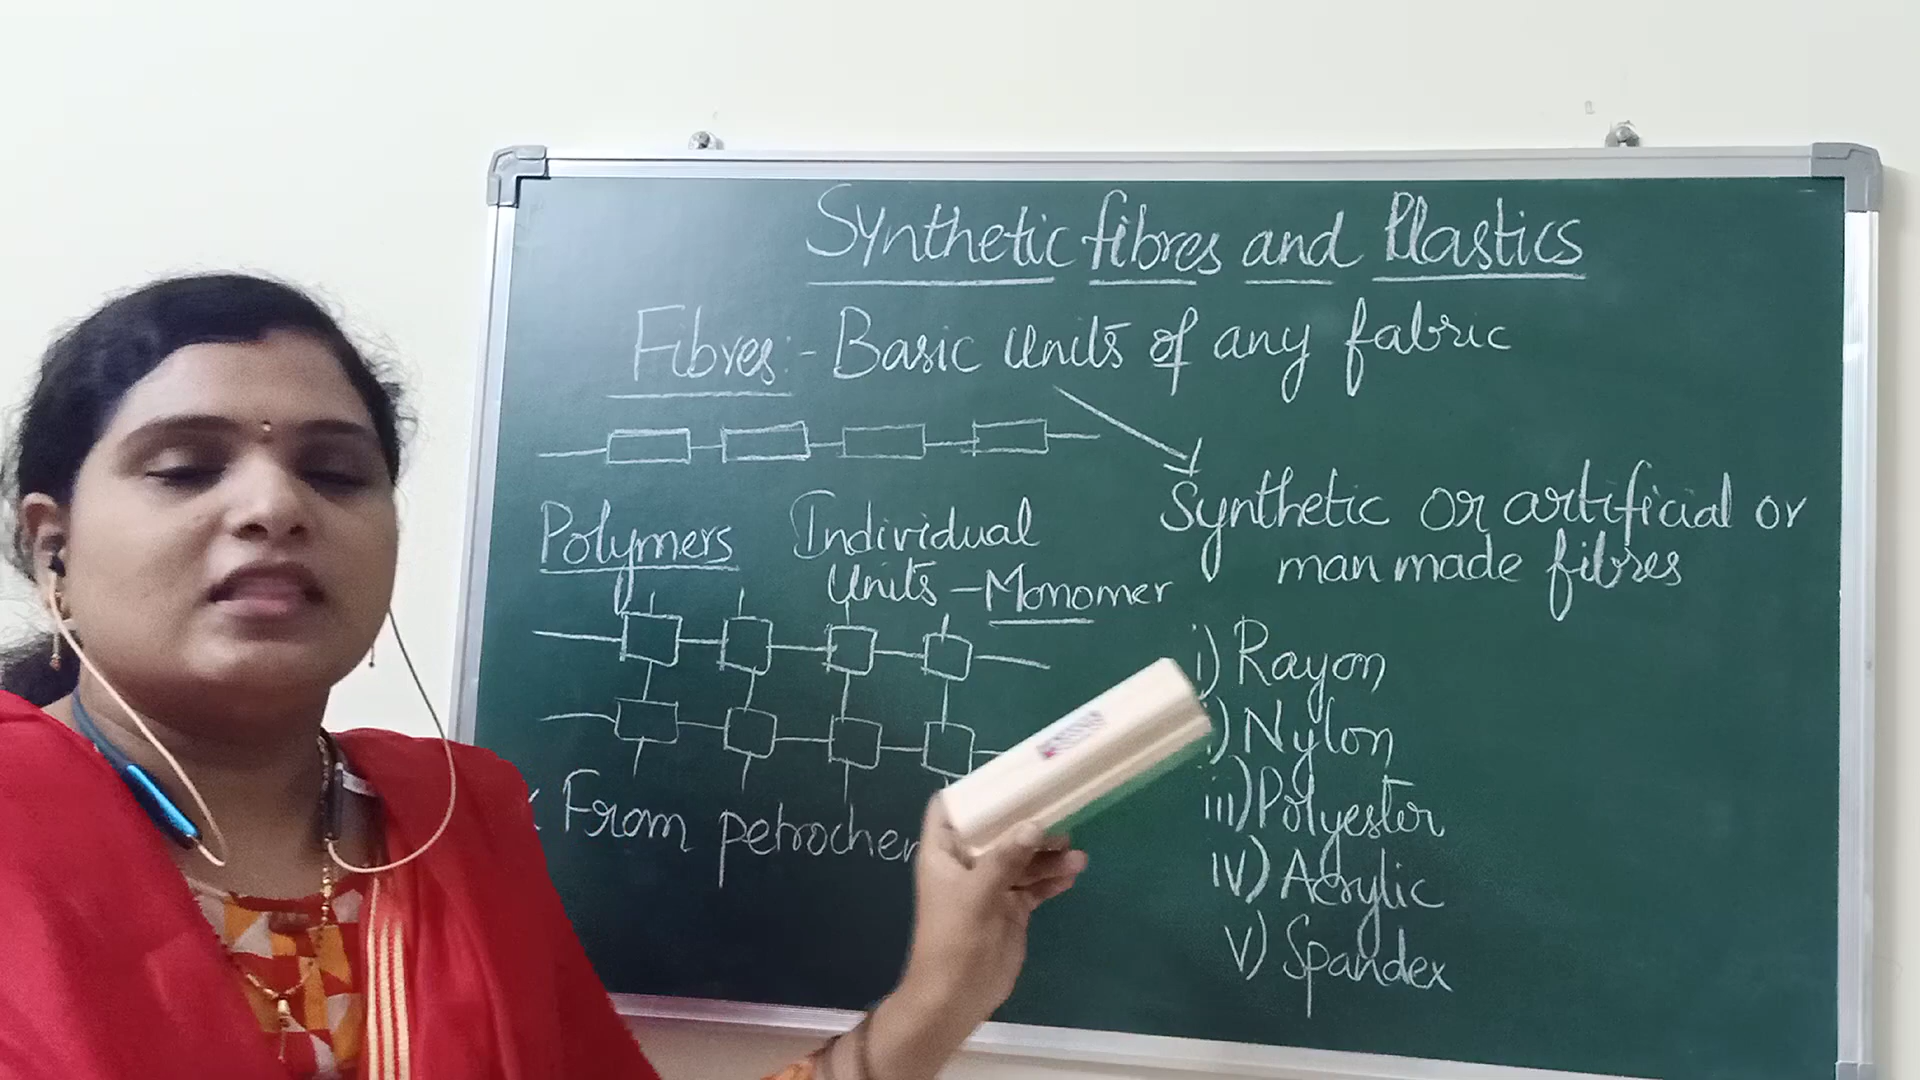 Synthetic fibres and Plastics
Fibres:- Basic Units of any fabric
Polymers
Individual
Units - Monomer
Synthetic or artificial or
man made fibres
i) Rayon
) Nylon
iii) Polyester
iv) Acrylic
v) Spandex
From